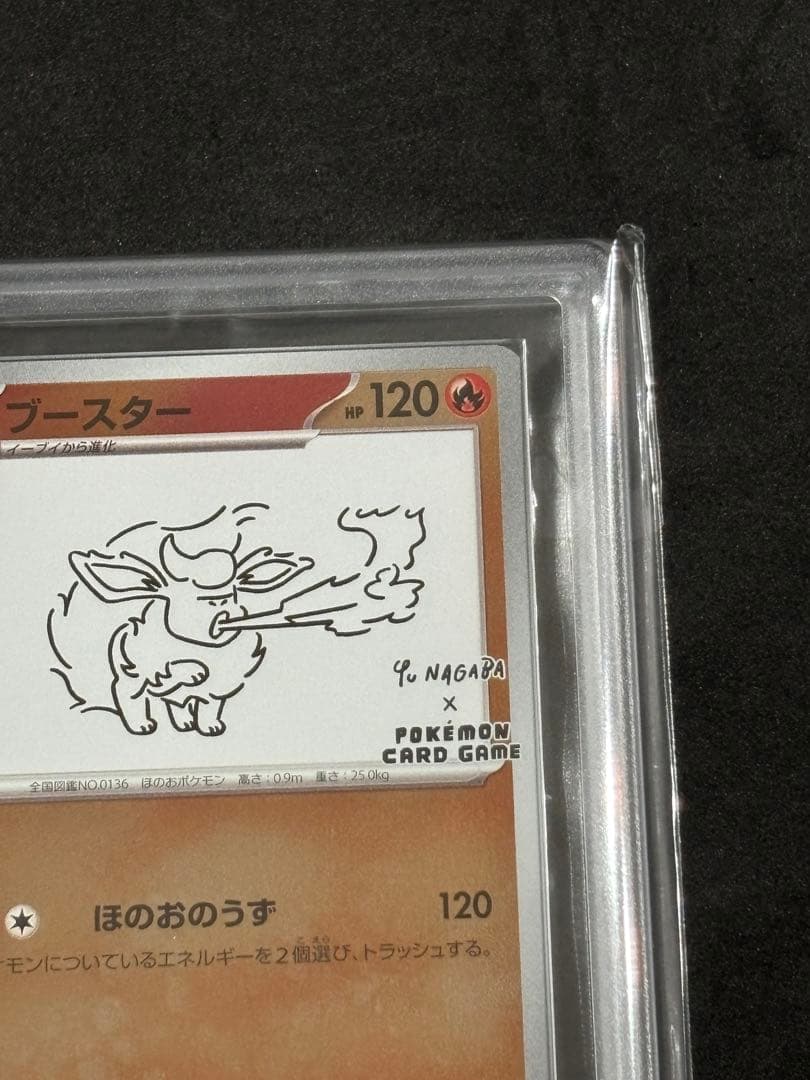 ブースター HP 120
イーブイから進化
Yu NAGABA
×
POKÉMON
CARD GAME
全国図鑑NO.0136 ほのおポケモン 高さ:0.9m 重さ:25.0kg
ほのおのうず 120
モンについているエネルギーを2個選び、トラッシュする。